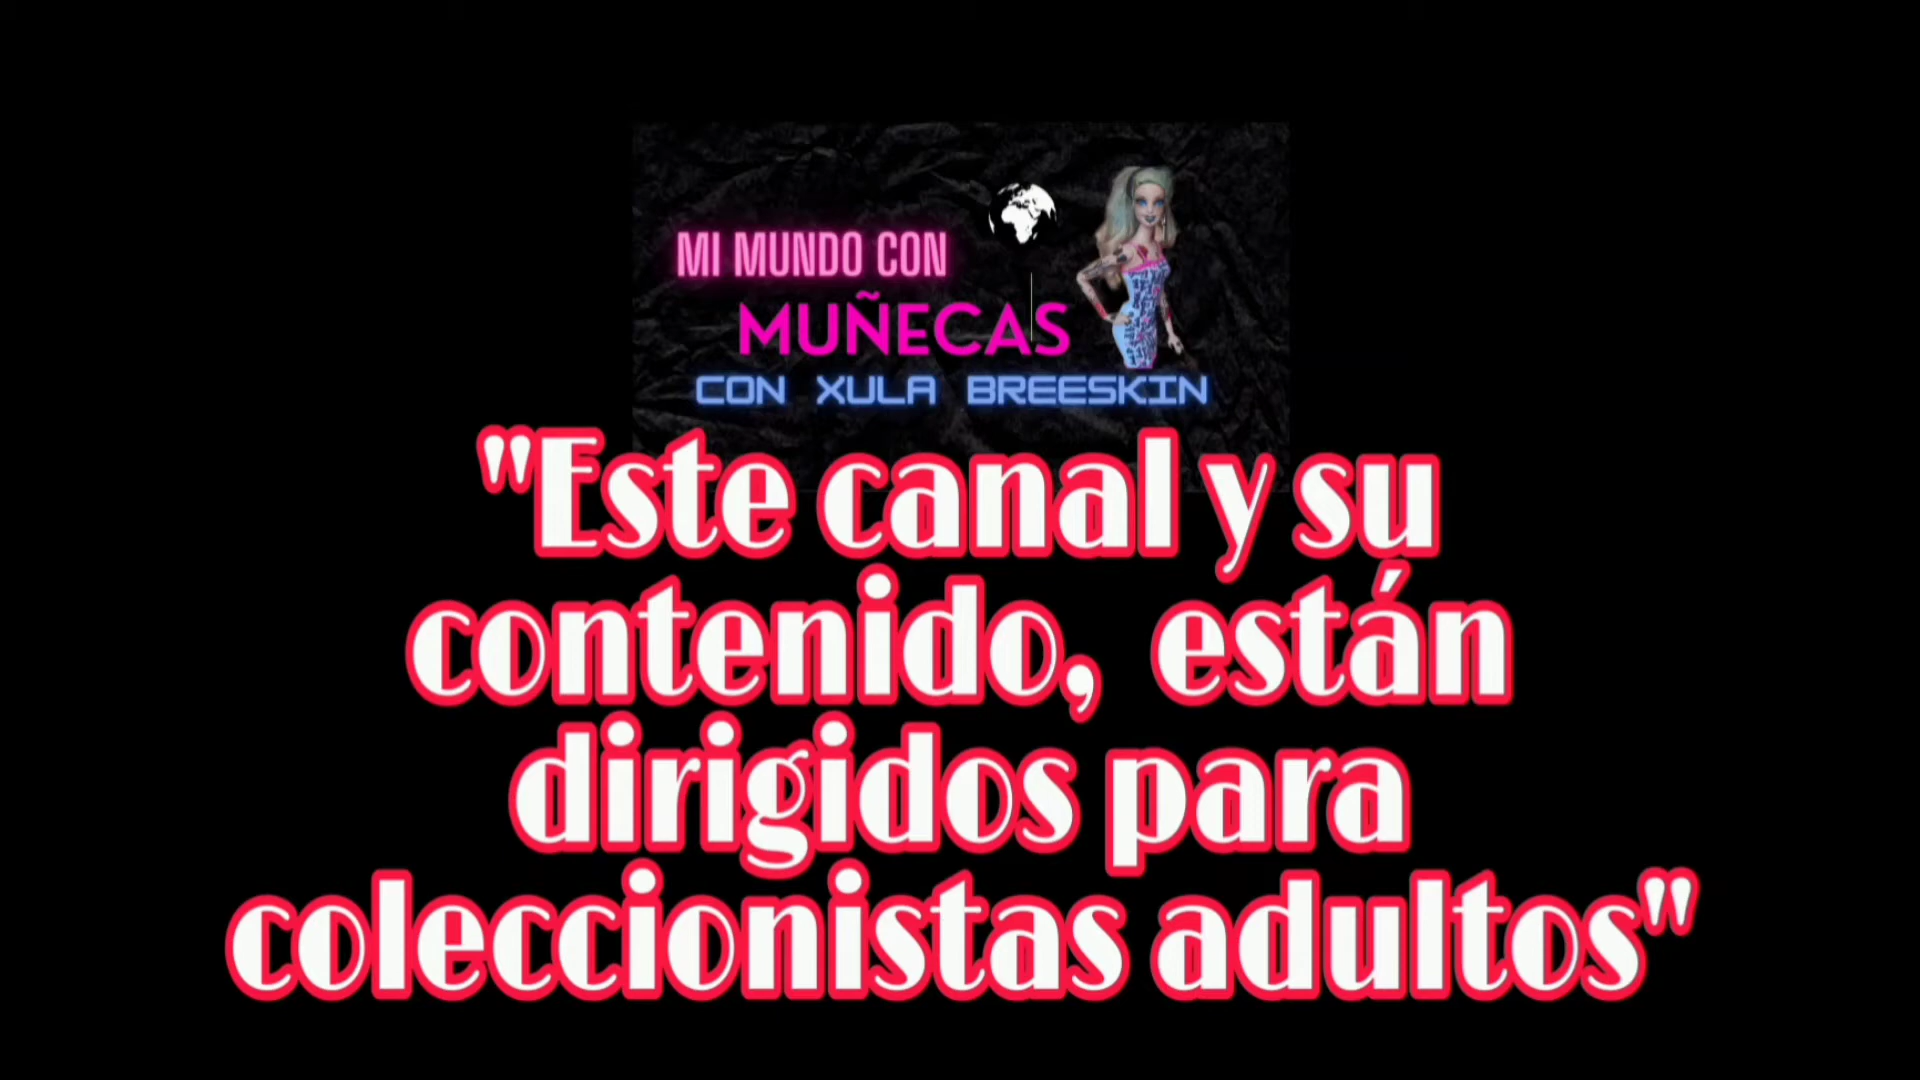 MI MUNDO CON
MUÑECAS
CON XULA BREESKIN
"Este canal y su
contenido, están
dirigidos para
coleccionistas adultos"